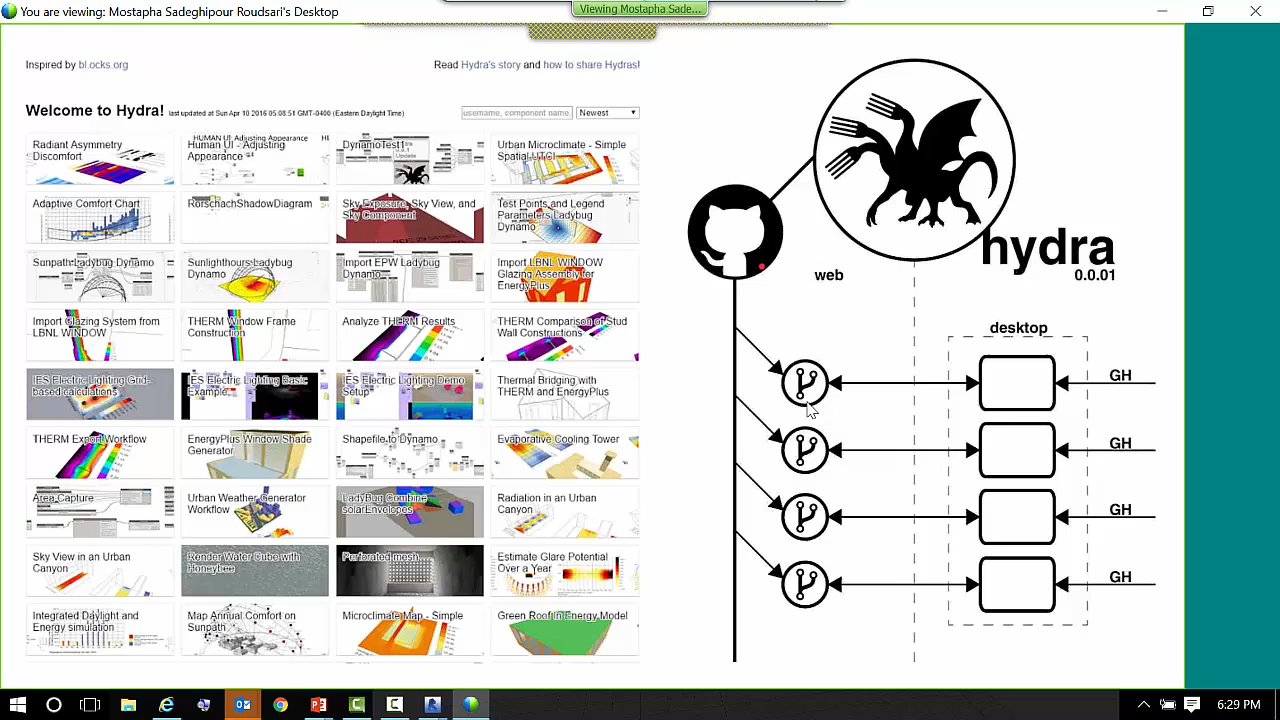 You are viewing: Mostapha Sadeghipour Roudsari's Desktop
Viewing Mostapha Sade...
Inspired by bl.ocks.org
Read Hydra's story and how to share Hydras!
Welcome to Hydra! last updated at Sun Apr 10 2016 05:08:51 GMT-0400 (Eastern Daylight Time)
username, component name,
Newest
Radiant Asymmetry
Discomfort
Human UI - Adjusting
Appearance
DynamoTest1
Urban Microclimate - Simple
Spatial UTCI
Adaptive Comfort Chart
RorschachShadowDiagram
Sky Exposure, Sky View, and
Sky Component
Test Points and Legend
Parameters Ladybug
Dynamo
Sunpath Ladybug Dynamo
Sunlighthours Ladybug
Dynamo
Import EPW Ladybug
Dynamo
Import LBNL WINDOW
Glazing Assembly for
EnergyPlus
Import Glazing System from
LBNL WINDOW
THERM Window Frame
Construction
Analyze THERM Results
THERM Comparison of Stud
Wall Constructions
IES Electric Lighting Grid-
based calculations
IES Electric Lighting Basic
Example
IES Electric Lighting Demo
Setup
Thermal Bridging with
THERM and EnergyPlus
THERM Export Workflow
EnergyPlus Window Shade
Generator
Shapefile to Dynamo
Evaporative Cooling Tower
Area Capture
Urban Weather Generator
Workflow
LadyBug Combine
solarEnvelopes
Radiation in an Urban
Canyon
Sky View in an Urban
Canyon
Render Water Cube with
Honeybee
Perforated mesh
Estimate Glare Potential
Over a Year
Integrated Daylight and
Energy simulation
Map Annual Comfort on
Sunpath
Microclimate Map - Simple
Green Roof in Energy Model
hydra
0.0.01
web
desktop
GH
GH
GH
GH
6:29 PM